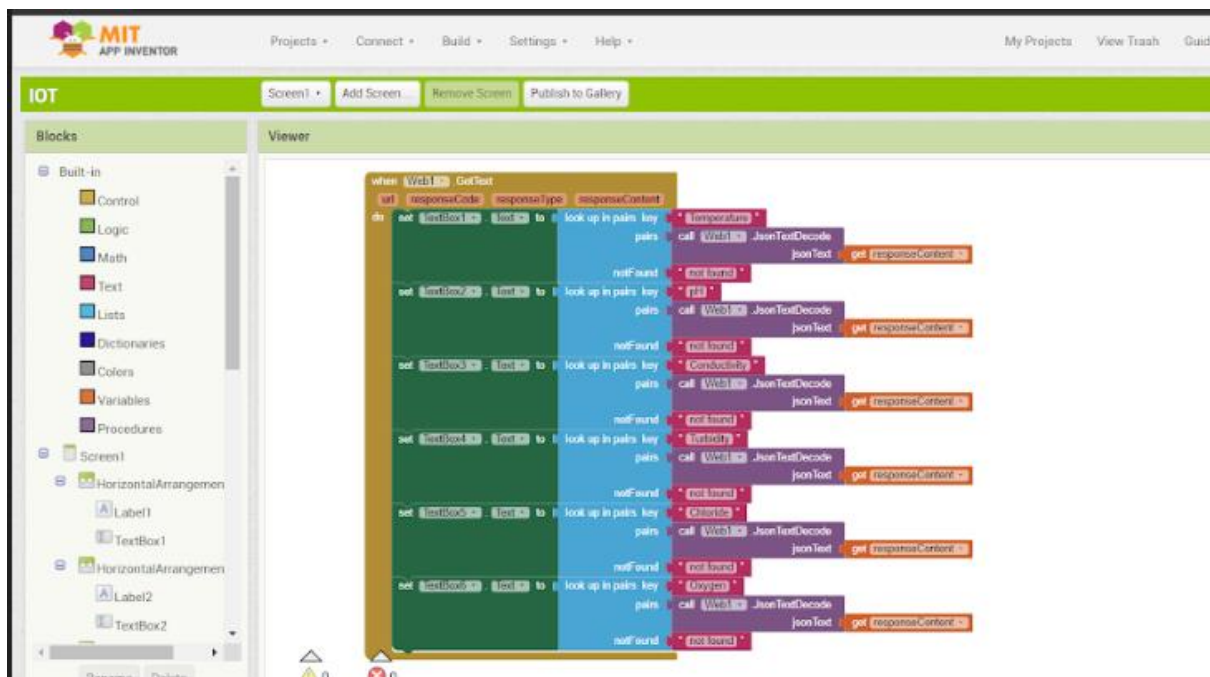 MIT
APP INVENTOR
Projects Connect Build Settings Help My Projects View Trash Guid
IOT Screen1 Add Screen... Remove Screen Publish to Gallery
Blocks Viewer
Built-in
Control
Logic
Math
Text
Lists
Dictionaries
Colors
Variables
Procedures
Screen1
HorizontalArrangemen
Label1
TextBox1
HorizontalArrangemen
Label2
TextBox2
Rename Delete
when Web1 GotText
url responseCode responseType responseContent
do set TextBox1 . Text to look up in pairs key " Temperature "
pairs call Web1 .JsonTextDecode
jsonText get responseContent
notFound " not found "
set TextBox2 . Text to look up in pairs key " pH "
pairs call Web1 .JsonTextDecode
jsonText get responseContent
notFound " not found "
set TextBox3 . Text to look up in pairs key " Conductivity "
pairs call Web1 .JsonTextDecode
jsonText get responseContent
notFound " not found "
set TextBox4 . Text to look up in pairs key " Turbidity "
pairs call Web1 .JsonTextDecode
jsonText get responseContent
notFound " not found "
set TextBox5 . Text to look up in pairs key " Chloride "
pairs call Web1 .JsonTextDecode
jsonText get responseContent
notFound " not found "
set TextBox6 . Text to look up in pairs key " Oxygen "
pairs call Web1 .JsonTextDecode
jsonText get responseContent
notFound " not found "
0 0